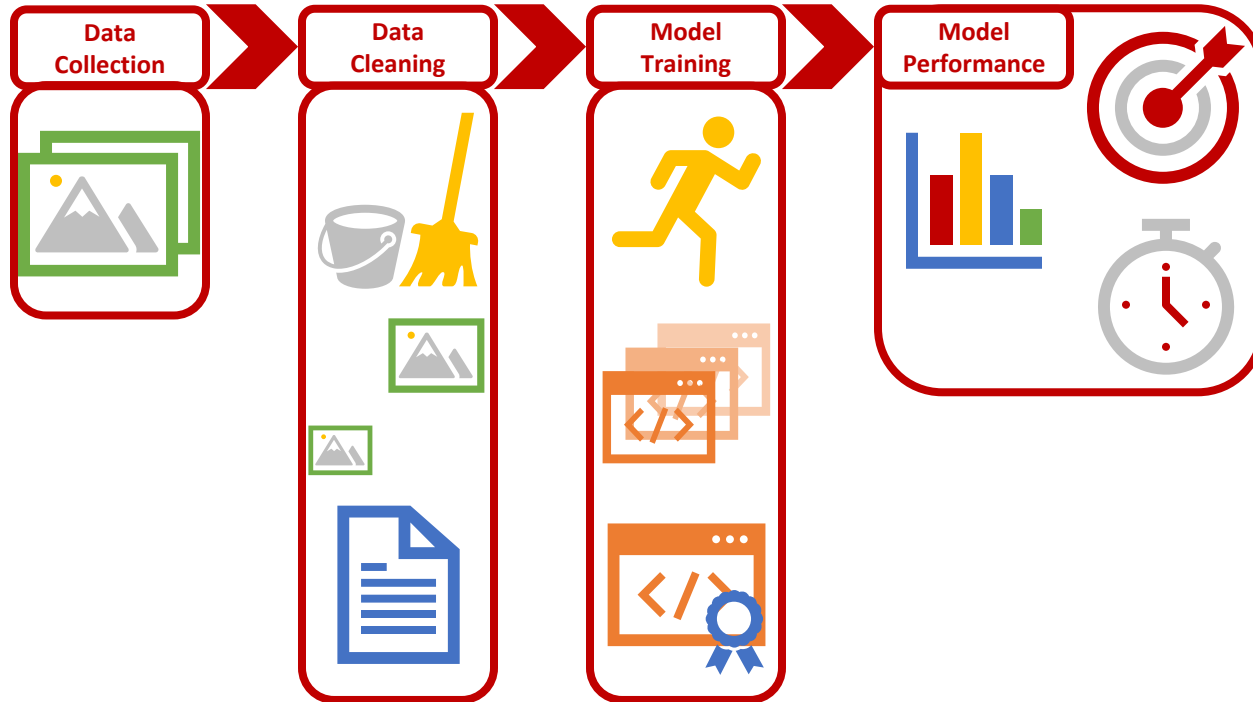 Data
Collection
Data
Cleaning
Model
Training
Model
Performance